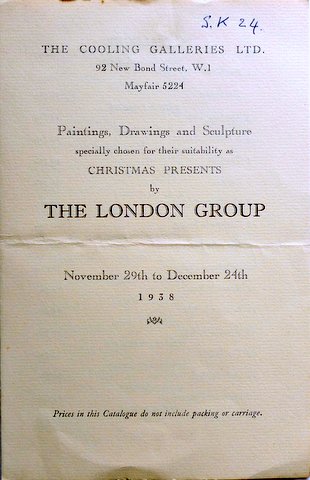 S.K 24.
THE COOLING GALLERIES LTD.
92 New Bond Street, W.1
Mayfair 5224
Paintings, Drawings and Sculpture
specially chosen for their suitability as
CHRISTMAS PRESENTS
by
THE LONDON GROUP
November 29th to December 24th
1938
Prices in this Catalogue do not include packing or carriage.